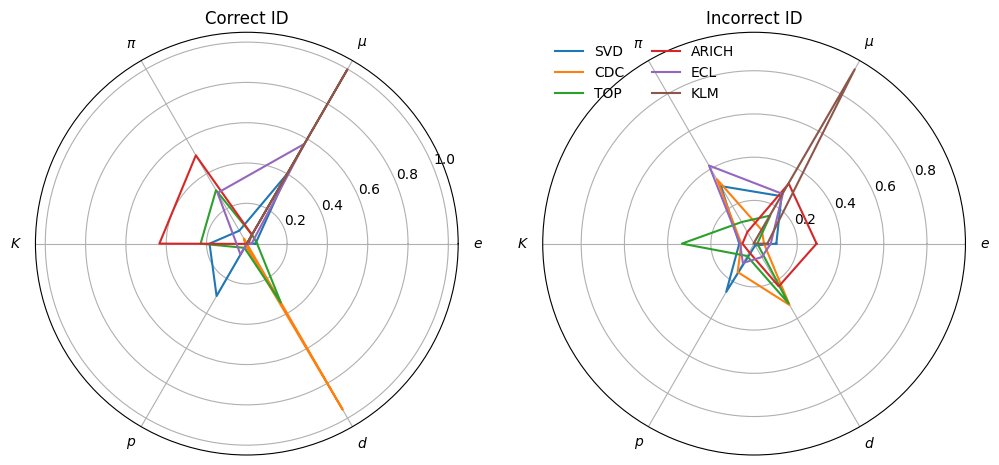 Correct ID
Incorrect ID
π
μ
π
μ
SVD
ARICH
CDC
ECL
TOP
KLM
1.0
0.8
0.6
0.4
0.2
0.8
0.6
0.4
0.2
K
e
K
e
p
d
p
d